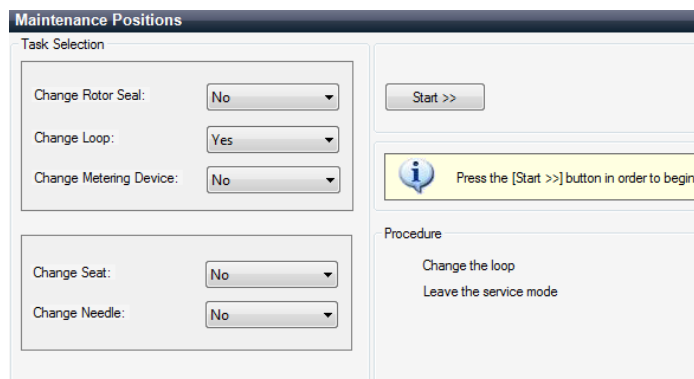 Maintenance Positions
Task Selection
Change Rotor Seal: No
Change Loop: Yes
Change Metering Device: No
Change Seat: No
Change Needle: No
Start >>
Press the [Start >>] button in order to begin
Procedure
Change the loop
Leave the service mode